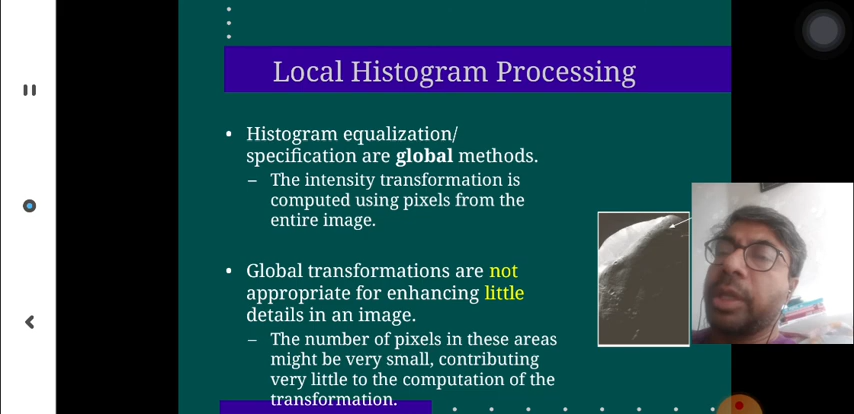 Local Histogram Processing
• Histogram equalization/
specification are global methods.
– The intensity transformation is
computed using pixels from the
entire image.
• Global transformations are not
appropriate for enhancing little
details in an image.
– The number of pixels in these areas
might be very small, contributing
very little to the computation of the
transformation.